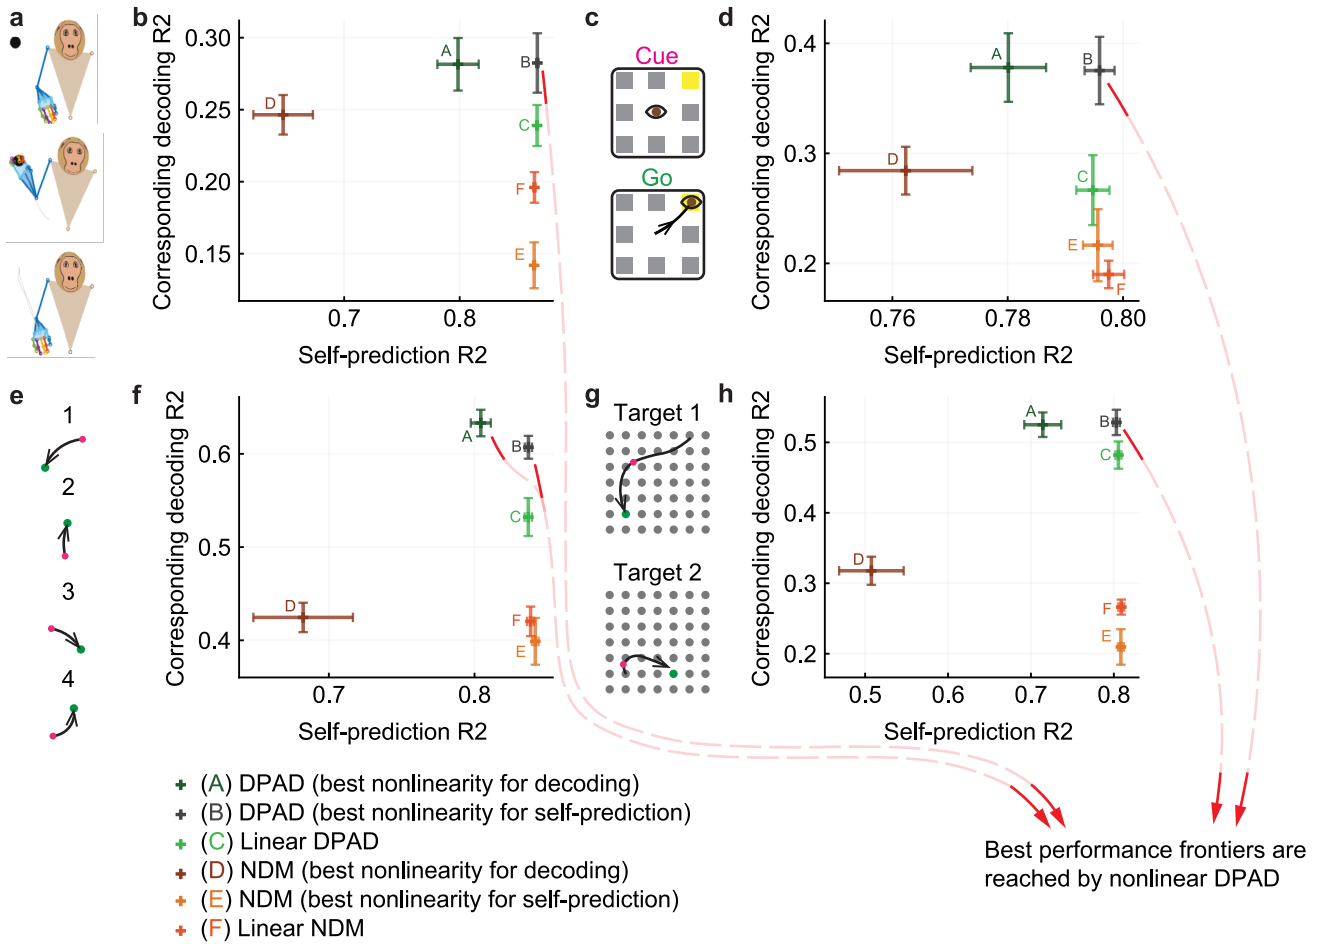 a
b
Corresponding decoding R2
0.30
0.25
0.20
0.15
A
B
C
D
E
F
0.7
0.8
Self-prediction R2
c
Cue
Go
d
Corresponding decoding R2
0.4
0.3
0.2
A
B
C
D
E
F
0.76
0.78
0.80
Self-prediction R2
e
1
2
3
4
f
Corresponding decoding R2
0.6
0.5
0.4
A
B
C
D
F
E
0.7
0.8
Self-prediction R2
g
Target 1
Target 2
h
Corresponding decoding R2
0.5
0.4
0.3
0.2
A
B
C
D
F
E
0.5
0.6
0.7
0.8
Self-prediction R2
(A) DPAD (best nonlinearity for decoding)
(B) DPAD (best nonlinearity for self-prediction)
(C) Linear DPAD
(D) NDM (best nonlinearity for decoding)
(E) NDM (best nonlinearity for self-prediction)
(F) Linear NDM
Best performance frontiers are
reached by nonlinear DPAD